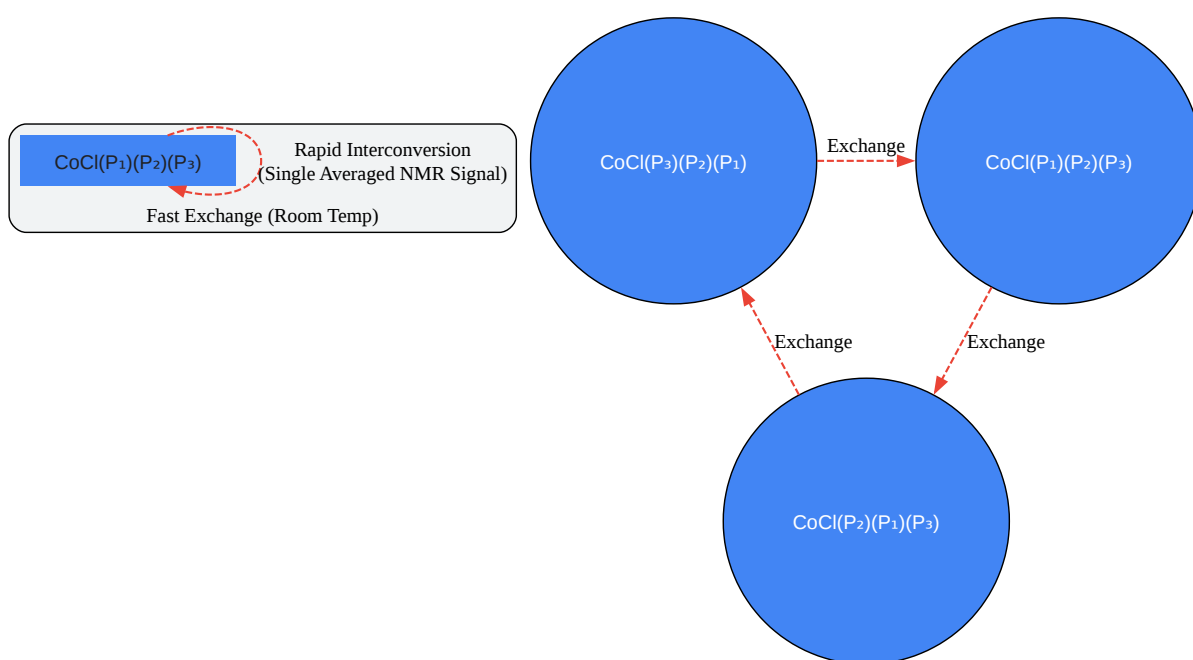 CoCl(P₁)(P₂)(P₃)
Rapid Interconversion
(Single Averaged NMR Signal)
Fast Exchange (Room Temp)
CoCl(P₃)(P₂)(P₁)
Exchange
CoCl(P₁)(P₂)(P₃)
Exchange
Exchange
CoCl(P₂)(P₁)(P₃)